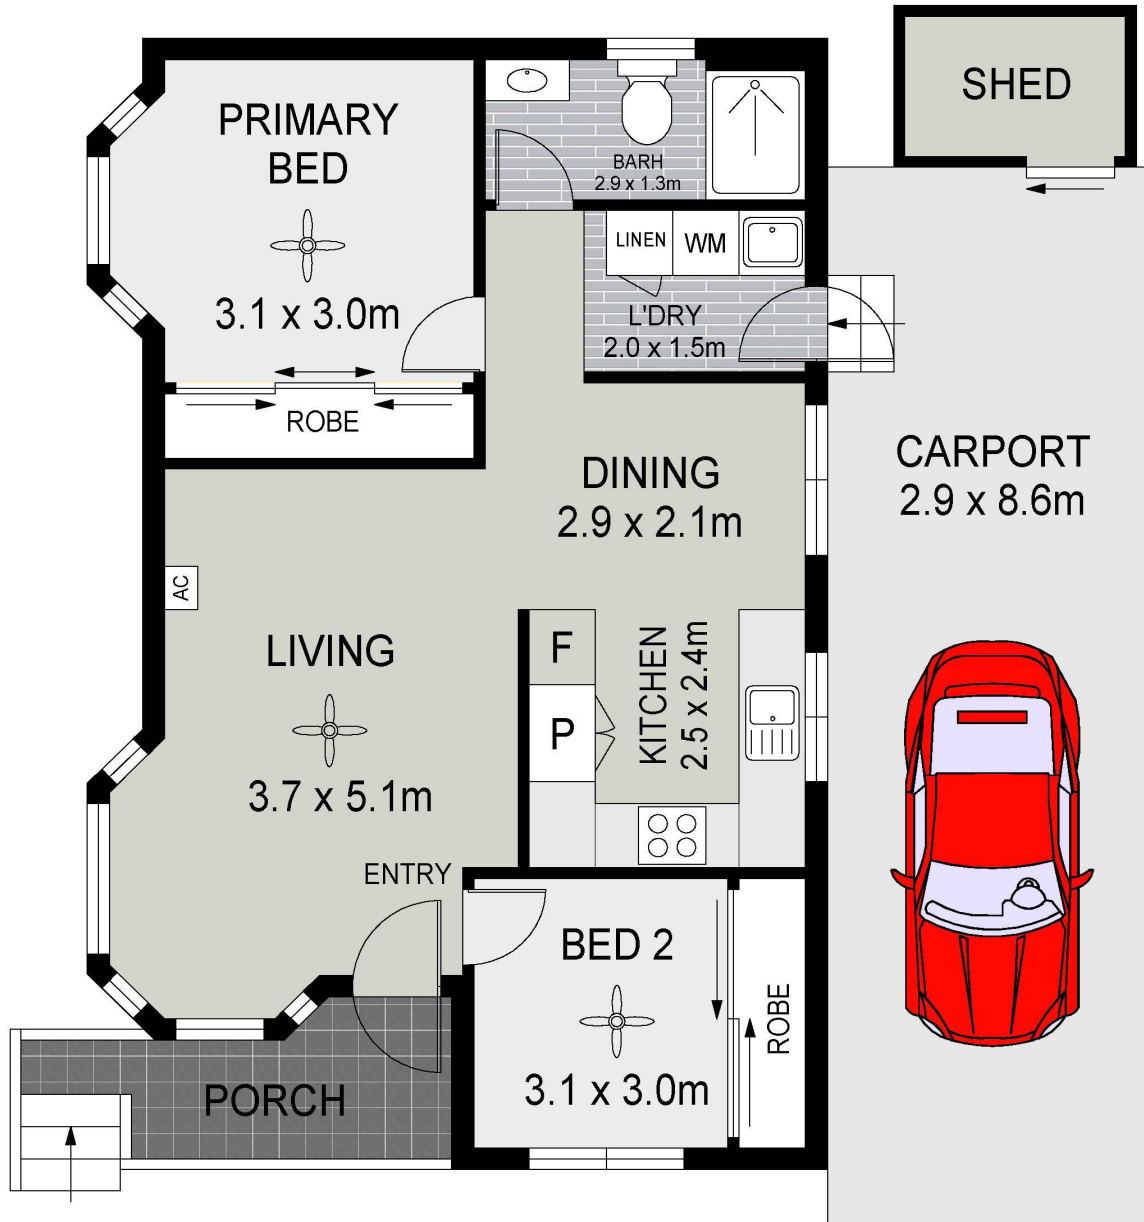 PRIMARY
BED
3.1 x 3.0m
ROBE
BARH
2.9 x 1.3m
SHED
LINEN
WM
L'DRY
2.0 x 1.5m
CARPORT
2.9 x 8.6m
DINING
2.9 x 2.1m
AC
LIVING
3.7 x 5.1m
F
P
KITCHEN
2.5 x 2.4m
ENTRY
BED 2
3.1 x 3.0m
ROBE
PORCH